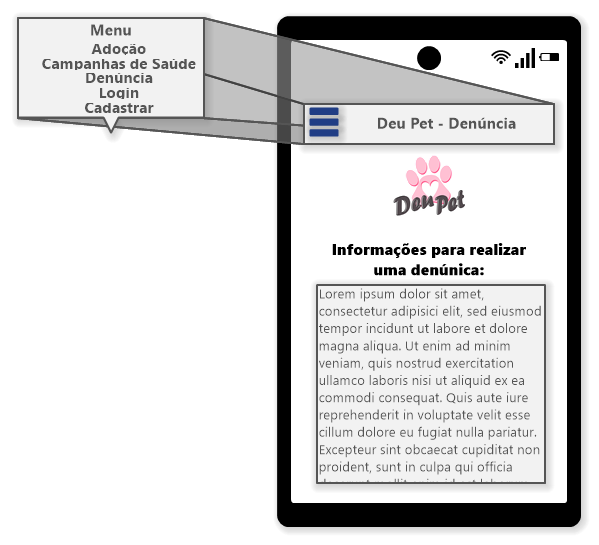 Menu
Adoção
Campanhas de Saúde
Denúncia
Login
Cadastrar
Deu Pet - Denúncia
DeuPet
Informações para realizar
uma denúnica:
Lorem ipsum dolor sit amet,
consectetur adipisici elit, sed eiusmod
tempor incidunt ut labore et dolore
magna aliqua. Ut enim ad minim
veniam, quis nostrud exercitation
ullamco laboris nisi ut aliquid ex ea
commodi consequat. Quis aute iure
reprehenderit in voluptate velit esse
cillum dolore eu fugiat nulla pariatur.
Excepteur sint obcaecat cupiditat non
proident, sunt in culpa qui officia